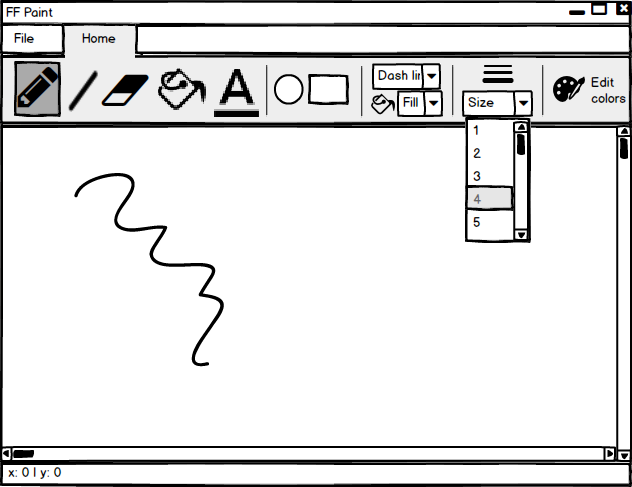 FF Paint
File Home
A
Dash lin
Fill
Size
Edit
colors
1
2
3
4
5
x: 0 | y: 0